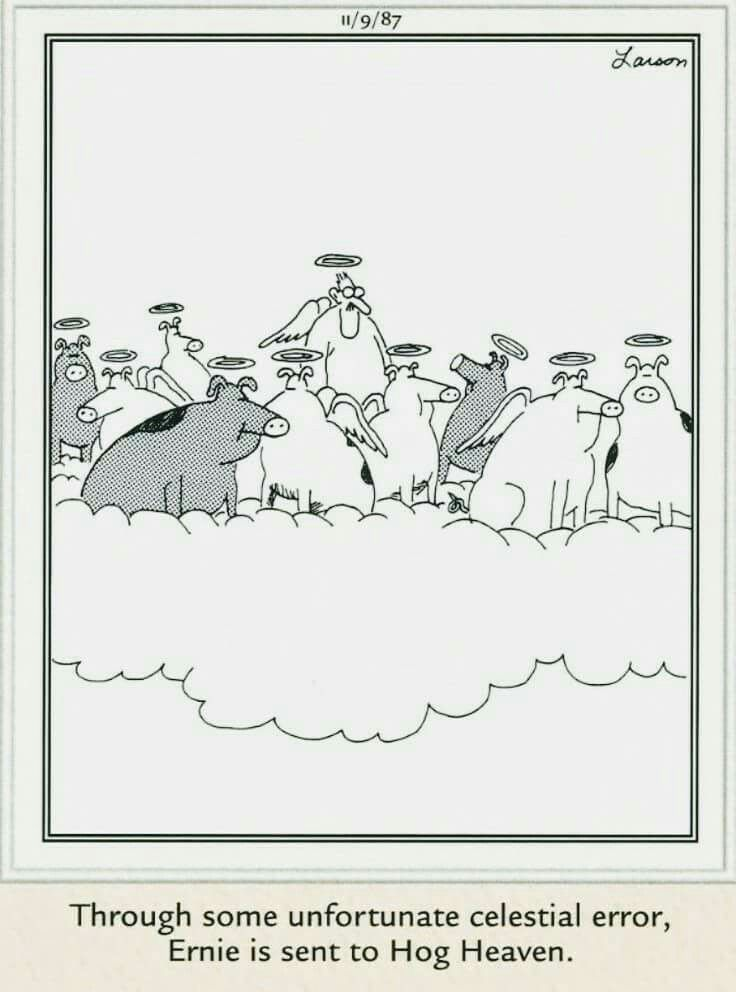 11/9/87
Larson
Through some unfortunate celestial error,
Ernie is sent to Hog Heaven.